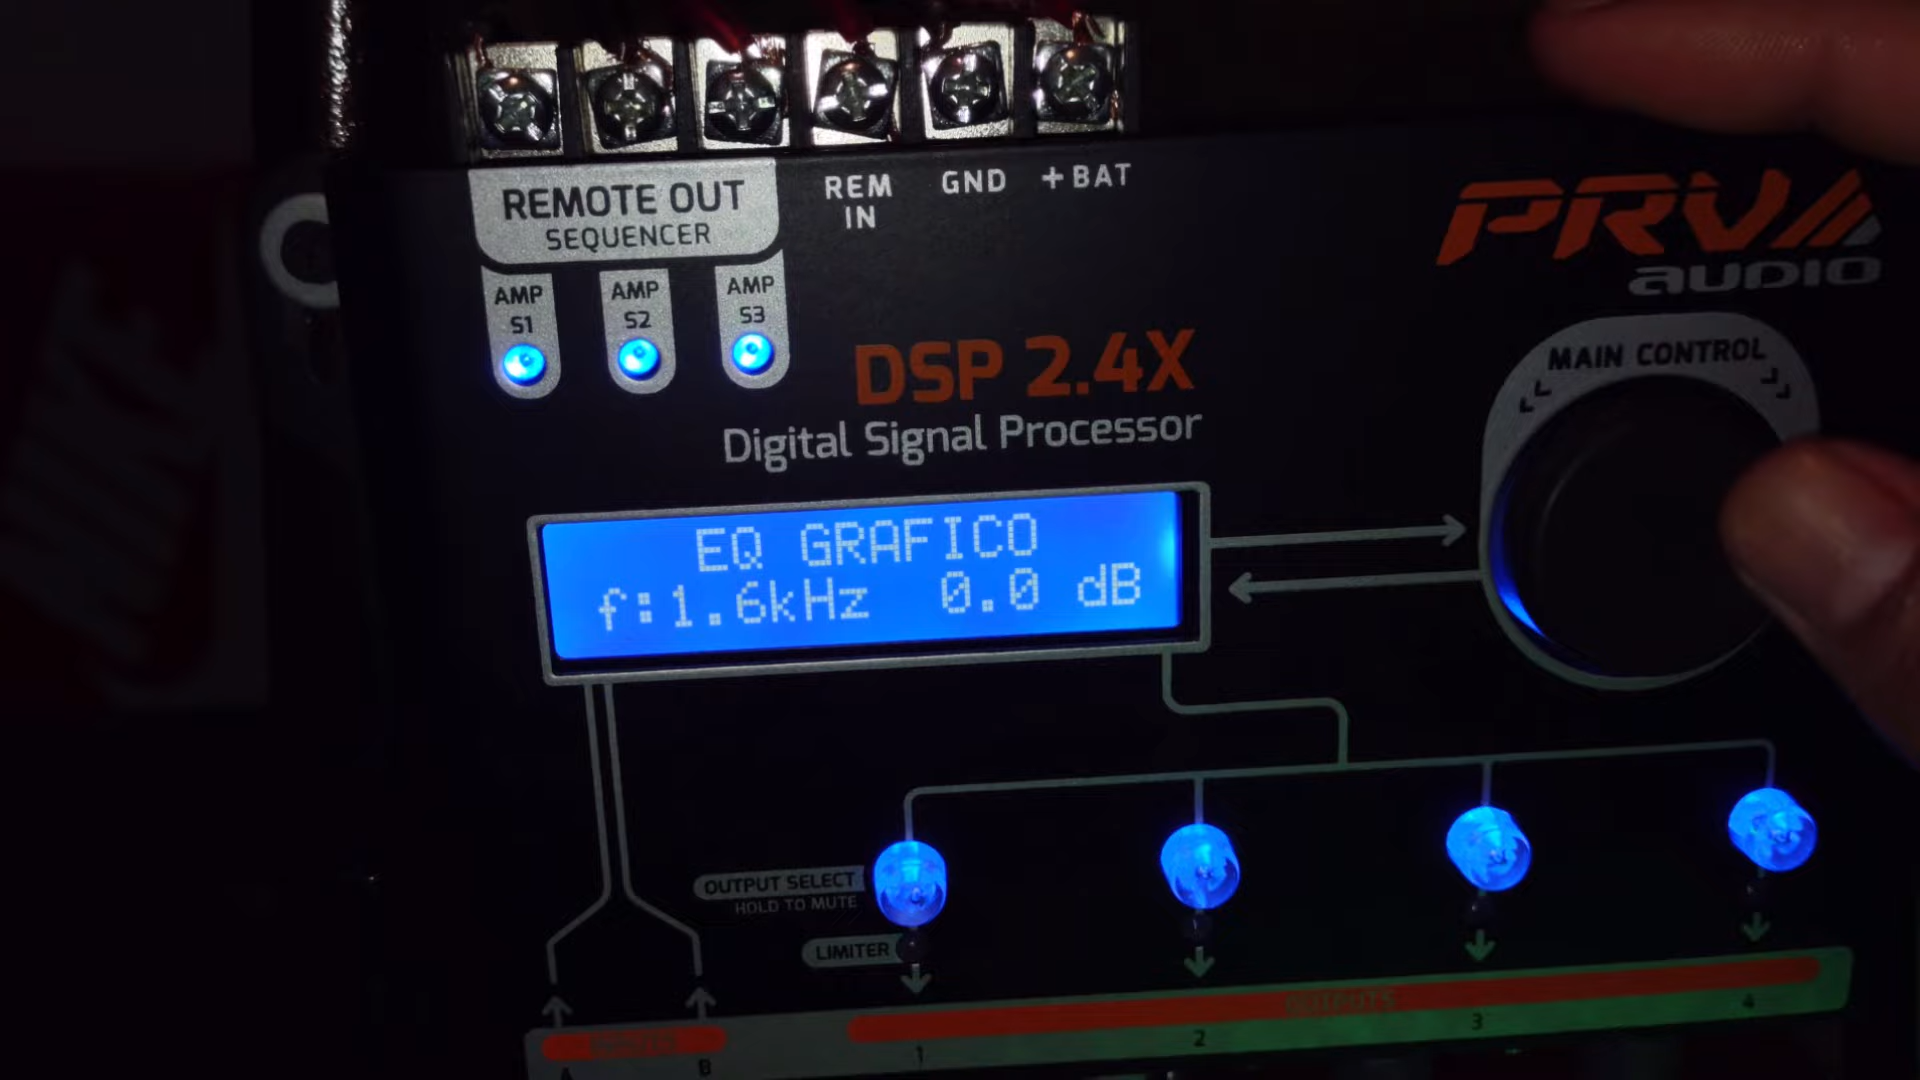 REMOTE OUT
SEQUENCER
REM
IN
GND
+BAT
AMP
S1
AMP
S2
AMP
S3
PRV
AUDIO
DSP 2.4X
Digital Signal Processor
MAIN CONTROL
EQ GRAFICO
f:1.6kHz 0.0 dB
OUTPUT SELECT
HOLD TO MUTE
LIMITER
OUTPUTS
1
2
3
4
A
B